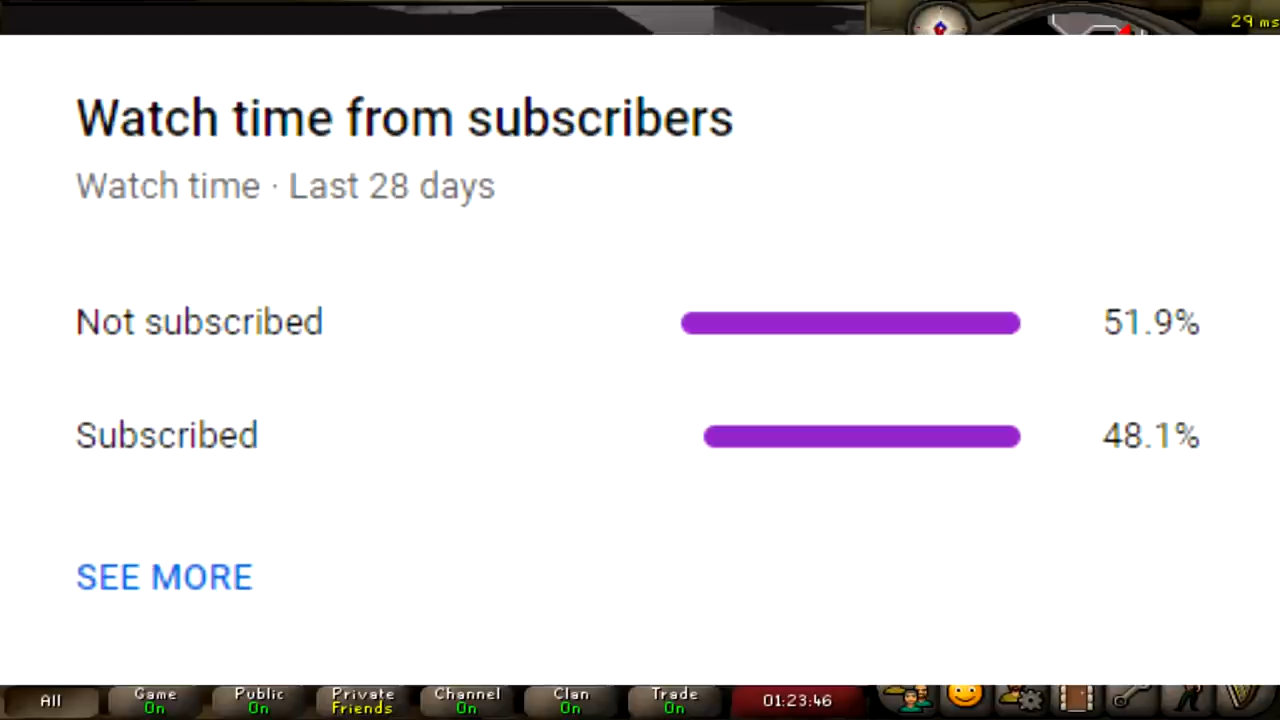 29 ms
Watch time from subscribers
Watch time · Last 28 days
Not subscribed 51.9%
Subscribed 48.1%
SEE MORE
All Game Public Private Channel Clan Trade 01:23:46
On On Friends On On On